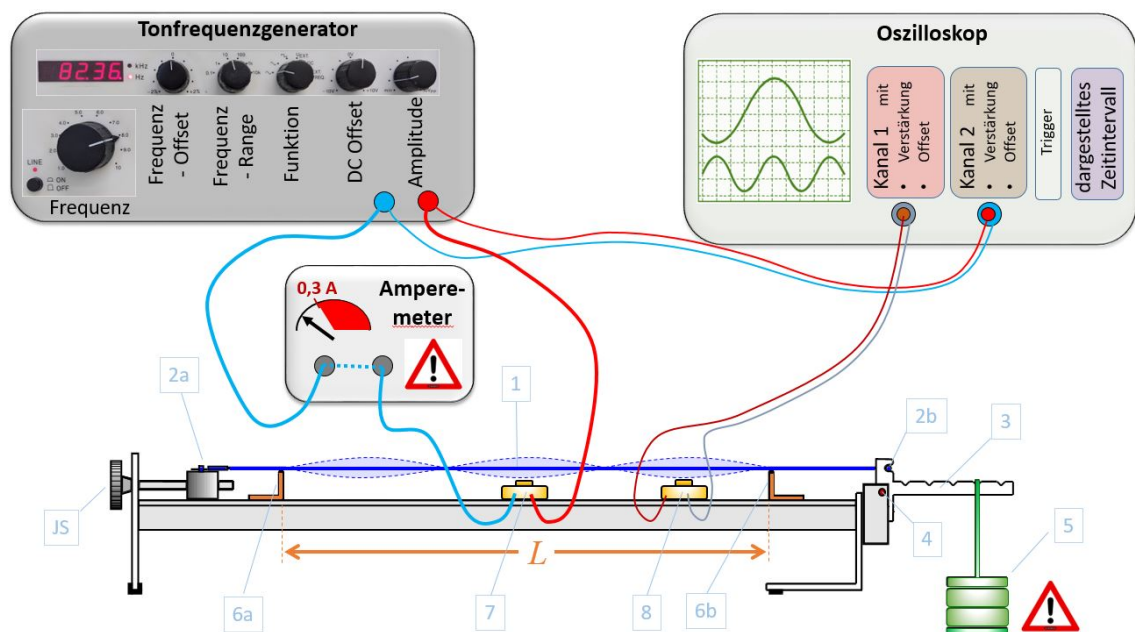 Tonfrequenzgenerator
82.36
kHz
Hz
LINE
ON
OFF
Frequenz
Frequenz
- Offset
Frequenz
- Range
Funktion
DC Offset
Amplitude
Oszilloskop
Kanal 1 mit
• Verstärkung
• Offset
Kanal 2 mit
• Verstärkung
• Offset
Trigger
dargestelltes
Zeitintervall
0,3 A
Ampere-
meter
!
2a
1
2b
3
JS
L
4
5
6a
7
8
6b
!